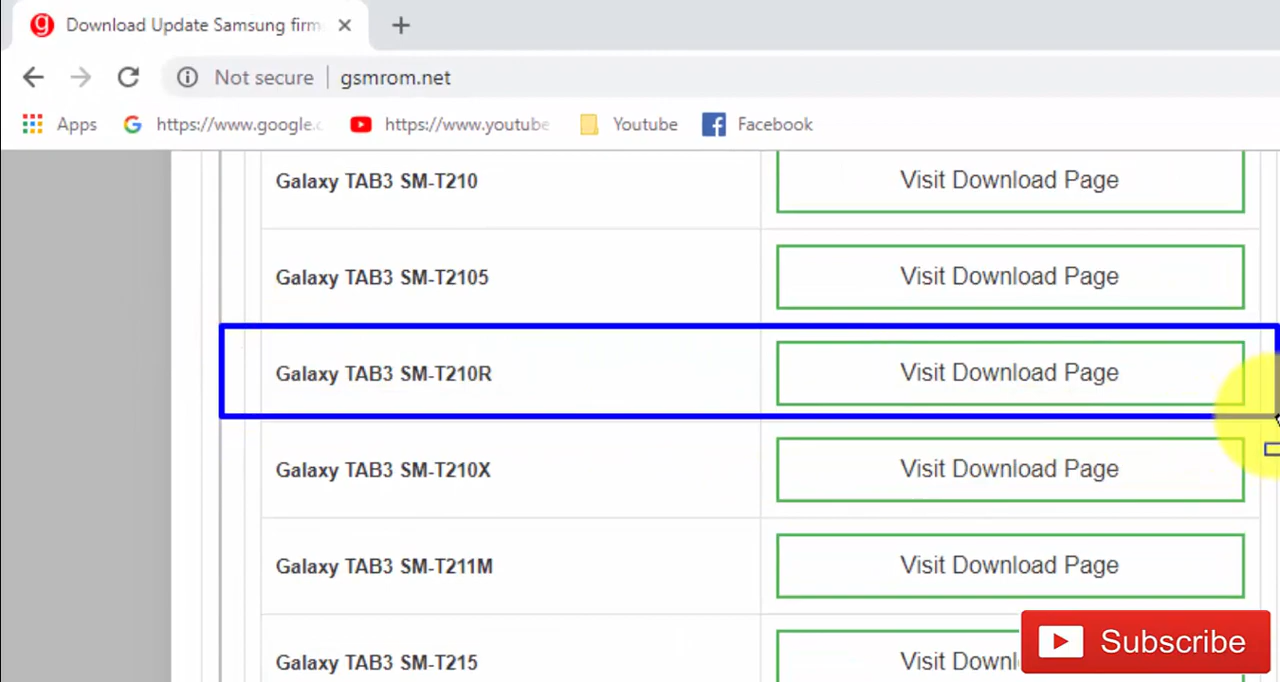 Download Update Samsung firm
Not secure | gsmrom.net
Apps https://www.google.c https://www.youtube Youtube Facebook
Galaxy TAB3 SM-T210 Visit Download Page
Galaxy TAB3 SM-T2105 Visit Download Page
Galaxy TAB3 SM-T210R Visit Download Page
Galaxy TAB3 SM-T210X Visit Download Page
Galaxy TAB3 SM-T211M Visit Download Page
Galaxy TAB3 SM-T215 Visit Downl
Subscribe